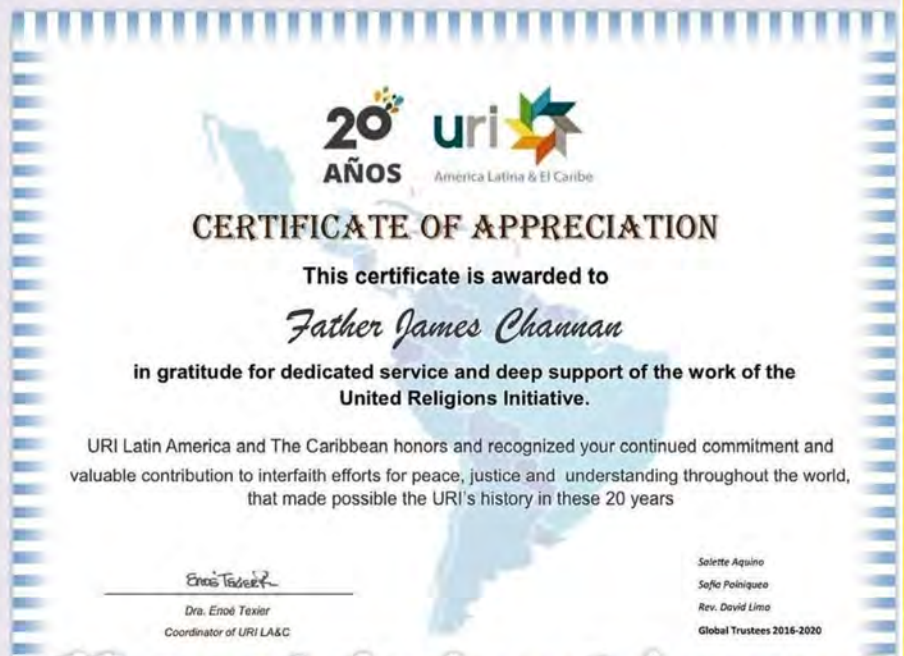 20
AÑOS
uri
America Latina & El Caribe
CERTIFICATE OF APPRECIATION
This certificate is awarded to
Father James Channan
in gratitude for dedicated service and deep support of the work of the
United Religions Initiative.
URI Latin America and The Caribbean honors and recognized your continued commitment and
valuable contribution to interfaith efforts for peace, justice and understanding throughout the world,
that made possible the URI's history in these 20 years
Dra. Enoé Texier
Coordinator of URI LA&C
Salette Aquino
Sofia Painiqueo
Rev. David Limo
Global Trustees 2016-2020